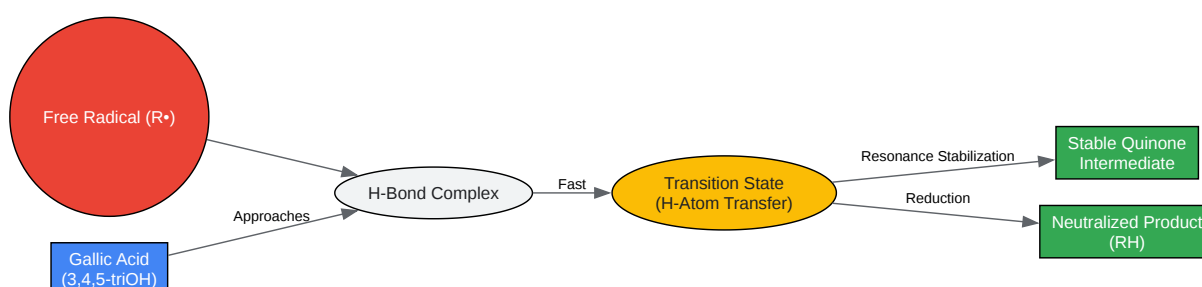 Free Radical (R•)
Approaches
Gallic Acid
(3,4,5-triOH)
H-Bond Complex
Fast
Transition State
(H-Atom Transfer)
Resonance Stabilization
Reduction
Stable Quinone
Intermediate
Neutralized Product
(RH)